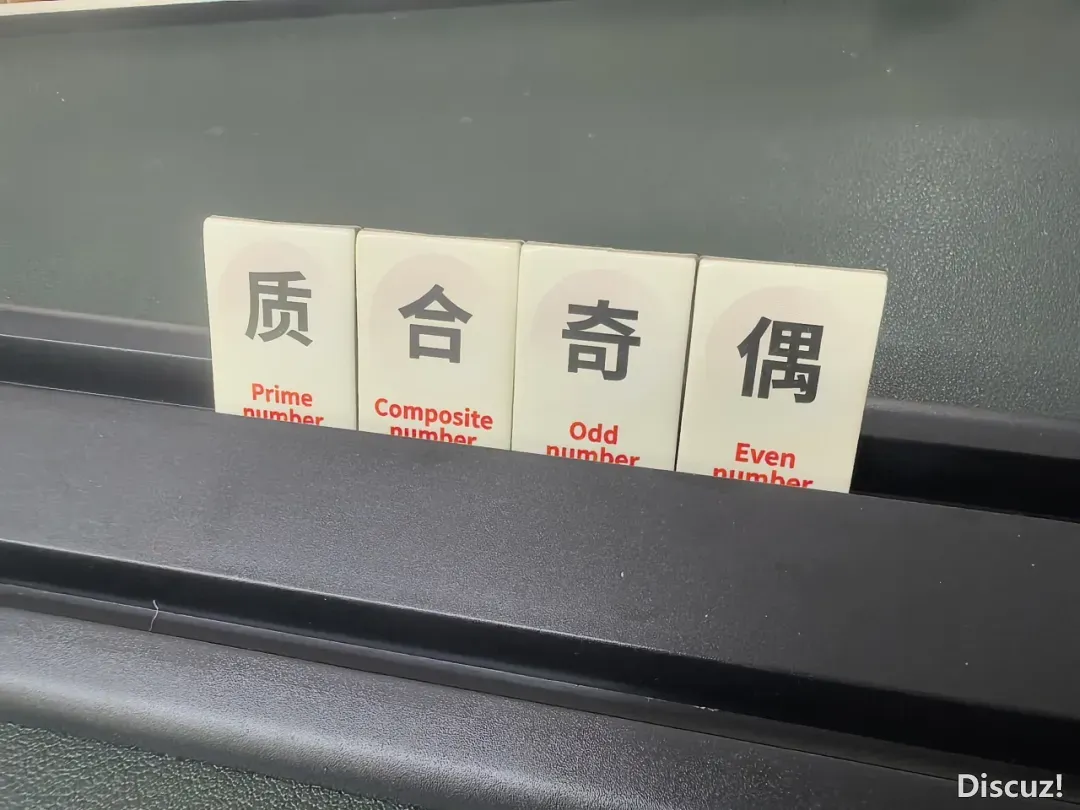 质
Prime
number
合
Composite
number
奇
Odd
number
偶
Even
number
Discuz!